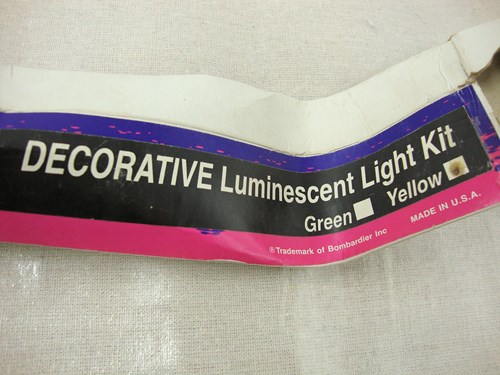 DECORATIVE Luminescent Light Kit
Green Yellow
®Trademark of Bombardier Inc
MADE IN U.S.A.